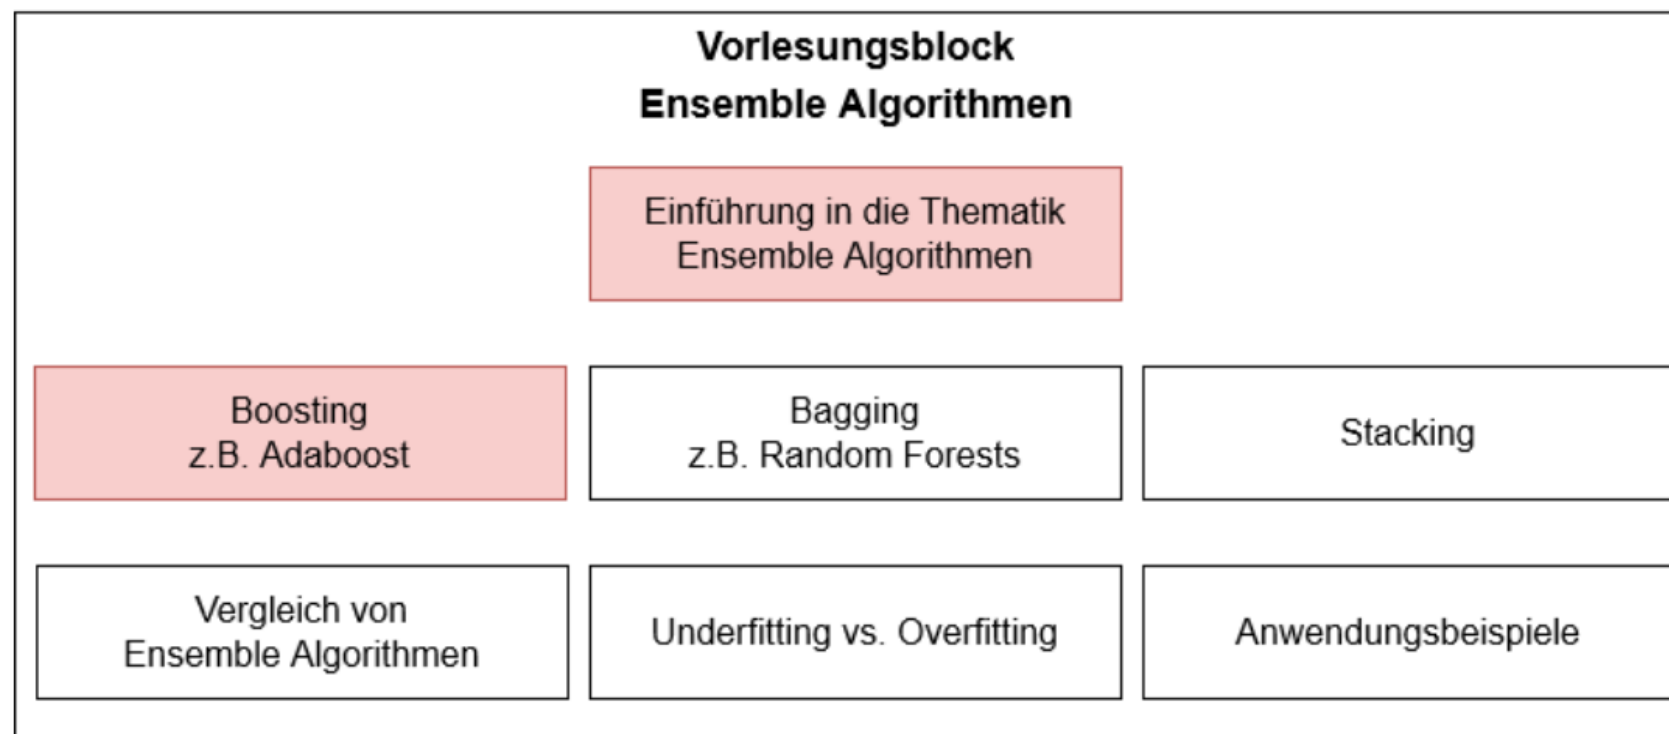 Vorlesungsblock
Ensemble Algorithmen
Einführung in die Thematik
Ensemble Algorithmen
Boosting
z.B. Adaboost
Bagging
z.B. Random Forests
Stacking
Vergleich von
Ensemble Algorithmen
Underfitting vs. Overfitting
Anwendungsbeispiele